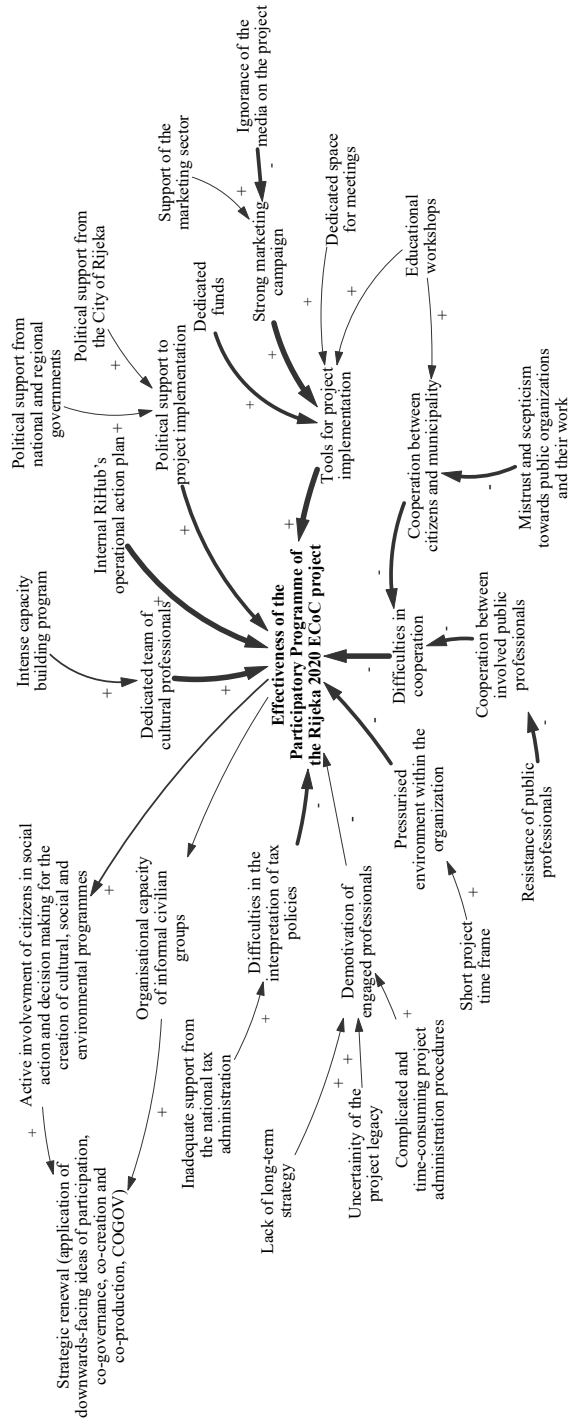 Strategic renewal (application of
downwards-facing ideas of participation,
co-governance, co-creation and
co-production, COGOV)
+
Active involvevment of citizens in social
action and decision making for the
creation of cultural, social and
environmental programmes
+
Organisational capacity
of informal civilian
groups
+
Inadequate support from
the national tax
administration
+
Difficulties in the
interpretation of tax
policies
-
Lack of long-term
strategy
+
Uncertainity of the
project legacy
+
Complicated and
time-consuming project
administration procedures
+
Demotivation of
engaged professionals
-
Short project
time frame
+
Pressurised
environment within the
organization
-
Intense capacity
building program
+
Dedicated team of
cultural professionals
+
Internal RiHub's
operational action plan
+
Effectiveness of the
Participatory Programme of
the Rijeka 2020 ECoC project
Political support from
national and regional
governments
+
Political support from
the City of Rijeka
+
Political support to
project implementation
+
Dedicated
funds
+
Support of the
marketing sector
+
Ignorance of the
media on the project
-
Strong marketing
campaign
+
Dedicated space
for meetings
+
Educational
workshops
+
+
Tools for project
implementation
+
Cooperation between
citizens and municipality
-
Mistrust and scepticism
towards public organizations
and their work
-
Difficulties in
cooperation
-
Cooperation between
involved public
professionals
-
Resistance of public
professionals
-